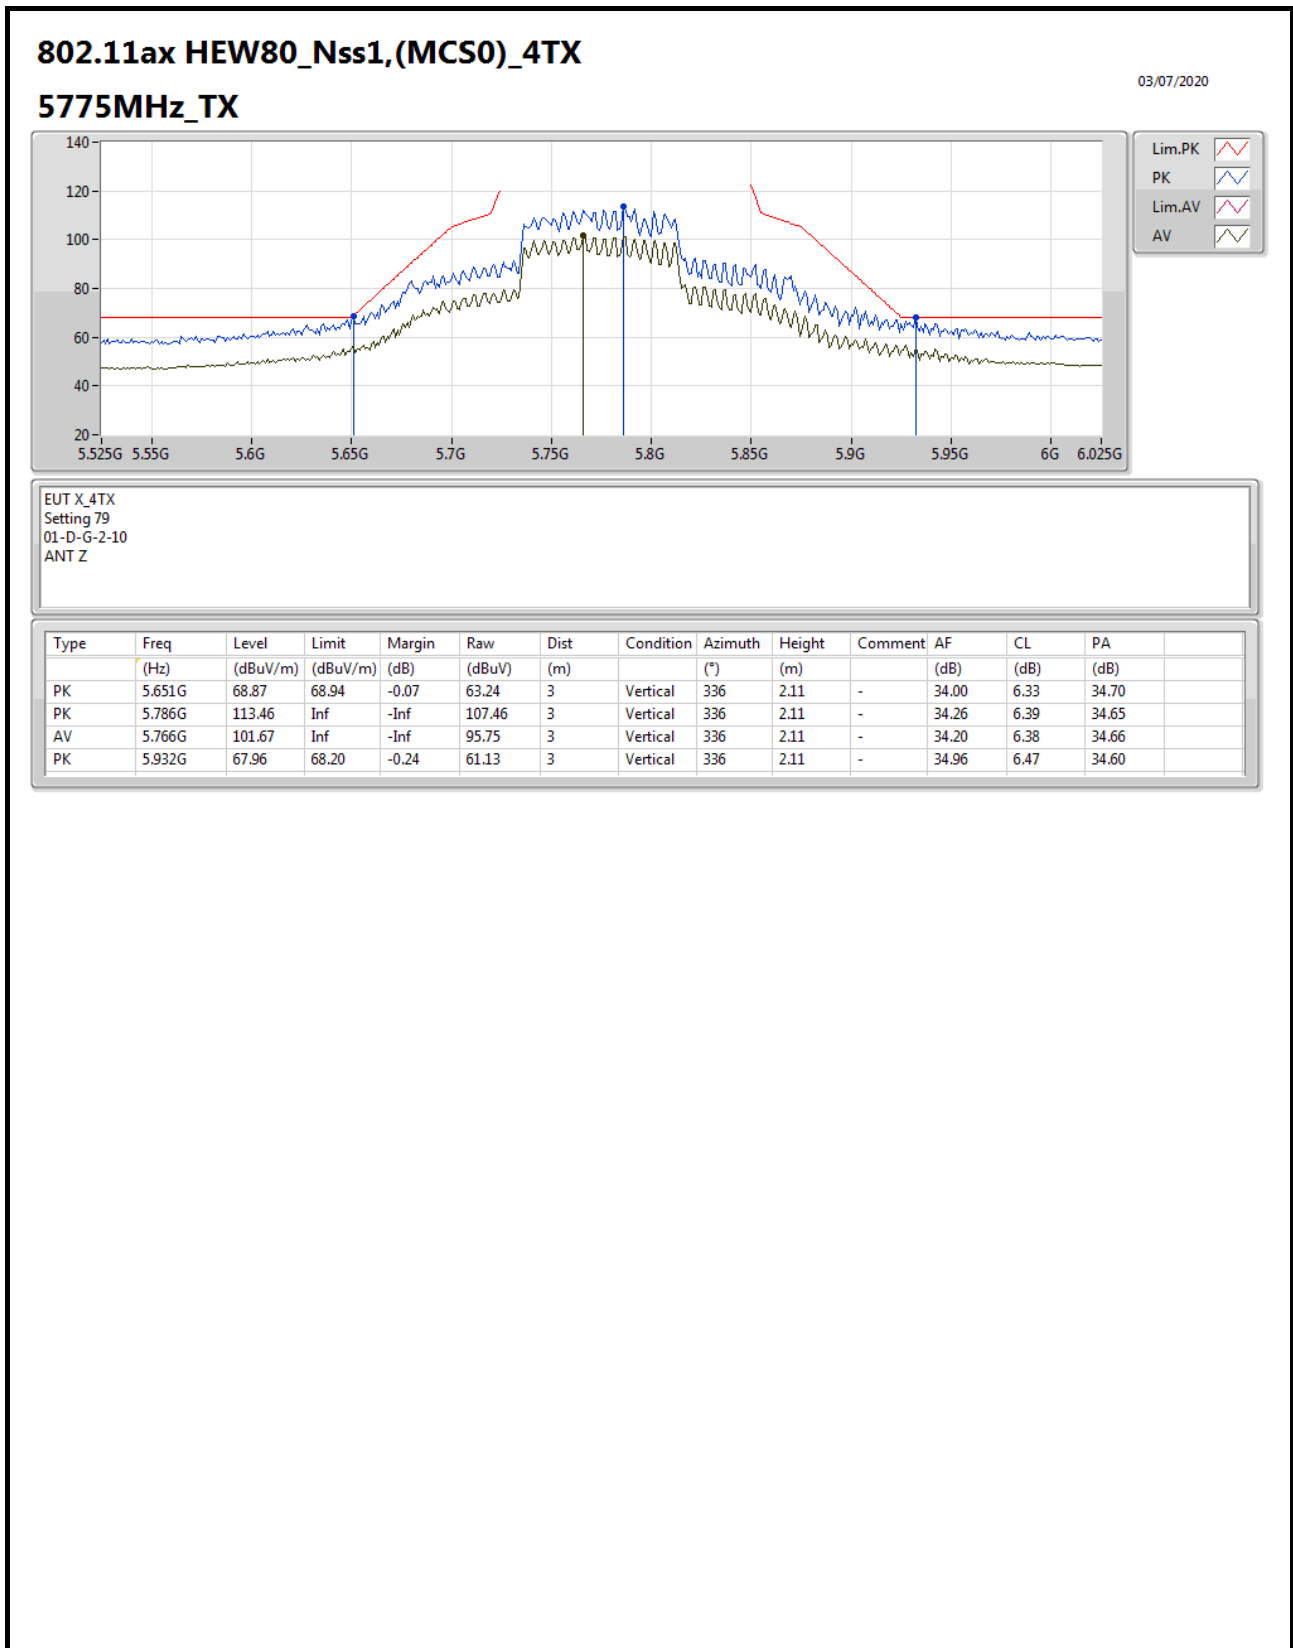 802.11ax HEW80_Nss1,(MCS0)_4TX
03/07/2020
5775MHz_TX
140
120
100
80
60
40
20
5.525G 5.55G 5.6G 5.65G 5.7G 5.75G 5.8G 5.85G 5.9G 5.95G 6G 6.025G
Lim.PK
PK
Lim.AV
AV
EUT X_4TX
Setting 79
01-D-G-2-10
ANT Z
Type Freq Level Limit Margin Raw Dist Condition Azimuth Height Comment AF CL PA
(Hz) (dBuV/m) (dBuV/m) (dB) (dBuV) (m) (°) (m) (dB) (dB) (dB)
PK 5.651G 68.87 68.94 -0.07 63.24 3 Vertical 336 2.11 - 34.00 6.33 34.70
PK 5.786G 113.46 Inf -Inf 107.46 3 Vertical 336 2.11 - 34.26 6.39 34.65
AV 5.766G 101.67 Inf -Inf 95.75 3 Vertical 336 2.11 - 34.20 6.38 34.66
PK 5.932G 67.96 68.20 -0.24 61.13 3 Vertical 336 2.11 - 34.96 6.47 34.60